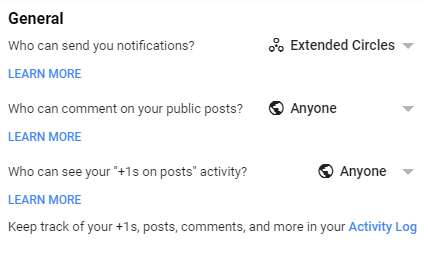 General
Who can send you notifications? Extended Circles
LEARN MORE
Who can comment on your public posts? Anyone
LEARN MORE
Who can see your "+1s on posts" activity? Anyone
LEARN MORE
Keep track of your +1s, posts, comments, and more in your Activity Log